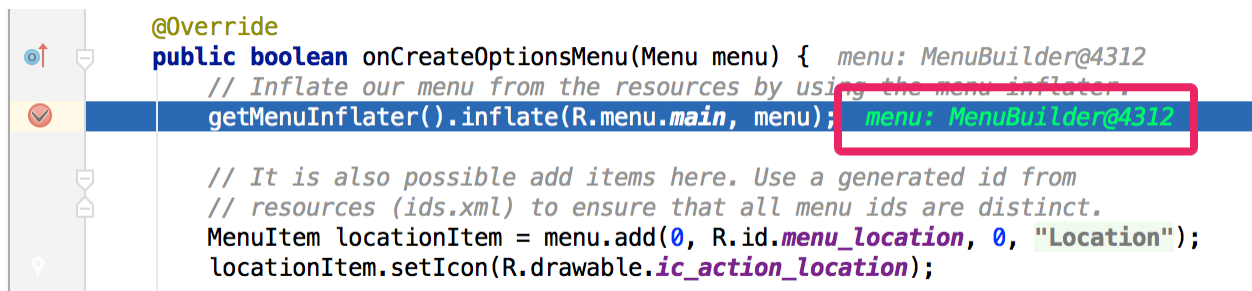 @Override
public boolean onCreateOptionsMenu(Menu menu) {  menu: MenuBuilder@4312
// Inflate our menu from the resources by using the menu inflater.
getMenuInflater().inflate(R.menu.main, menu);  menu: MenuBuilder@4312
// It is also possible add items here. Use a generated id from
// resources (ids.xml) to ensure that all menu ids are distinct.
MenuItem locationItem = menu.add(0, R.id.menu_location, 0, "Location");
locationItem.setIcon(R.drawable.ic_action_location);